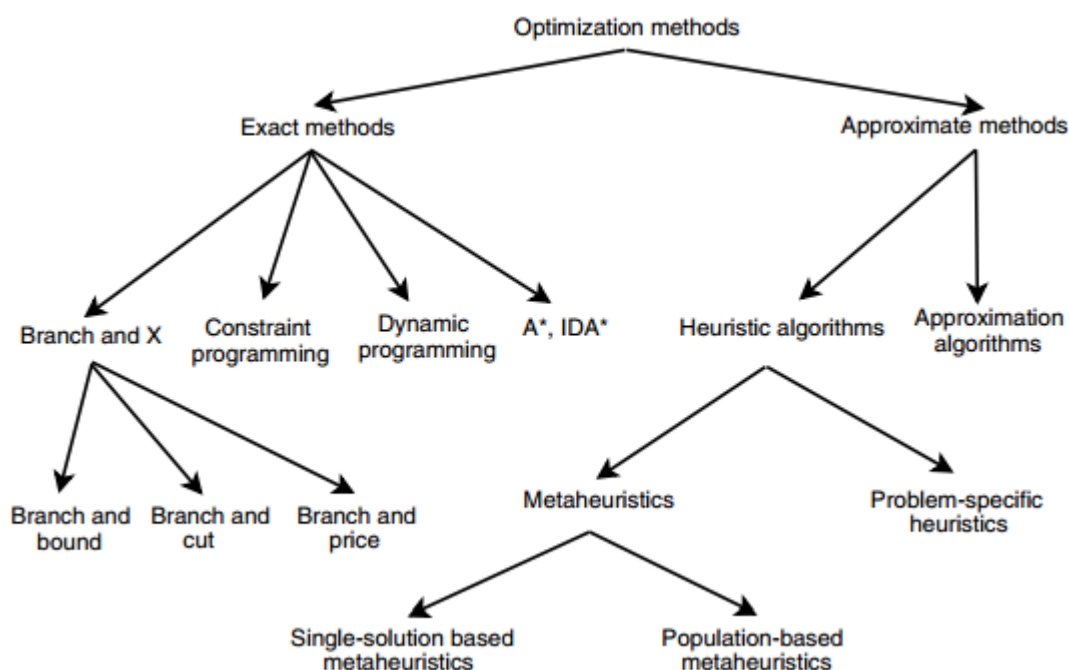 Optimization methods
Exact methods
Approximate methods
Branch and X
Constraint
programming
Dynamic
programming
A*, IDA*
Heuristic algorithms
Approximation
algorithms
Branch and
bound
Branch and
cut
Branch and
price
Metaheuristics
Problem-specific
heuristics
Single-solution based
metaheuristics
Population-based
metaheuristics